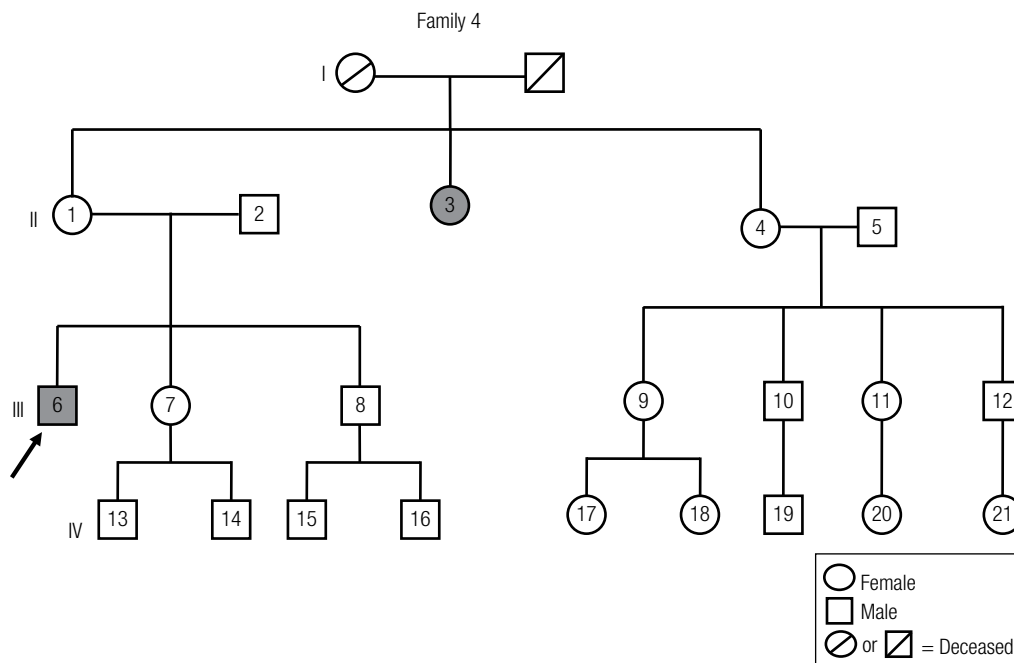 Family 4
I
II 1 2 3 4 5
III 6 7 8 9 10 11 12
IV 13 14 15 16 17 18 19 20 21
Female
Male
or = Deceased